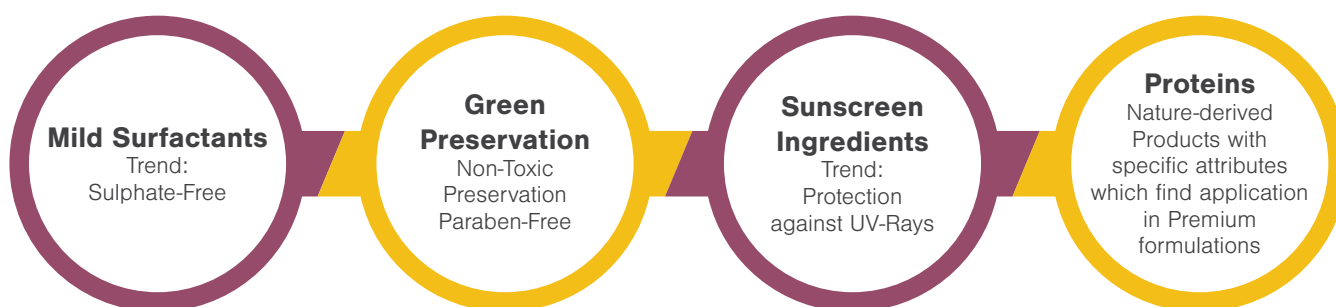 Mild Surfactants
Trend:
Sulphate-Free
Green
Preservation
Non-Toxic
Preservation
Paraben-Free
Sunscreen
Ingredients
Trend:
Protection
against UV-Rays
Proteins
Nature-derived
Products with
specific attributes
which find application
in Premium
formulations